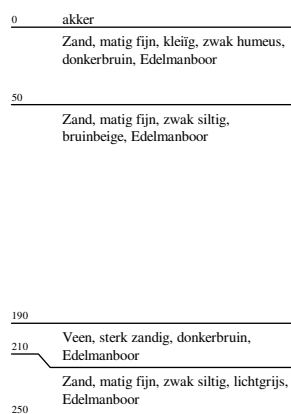 0 akker
Zand, matig fijn, kleiïg, zwak humeus,
donkerbruin, Edelmanboor
50
Zand, matig fijn, zwak siltig,
bruinbeige, Edelmanboor
190
Veen, sterk zandig, donkerbruin,
210
Edelmanboor
Zand, matig fijn, zwak siltig, lichtgrijs,
Edelmanboor
250